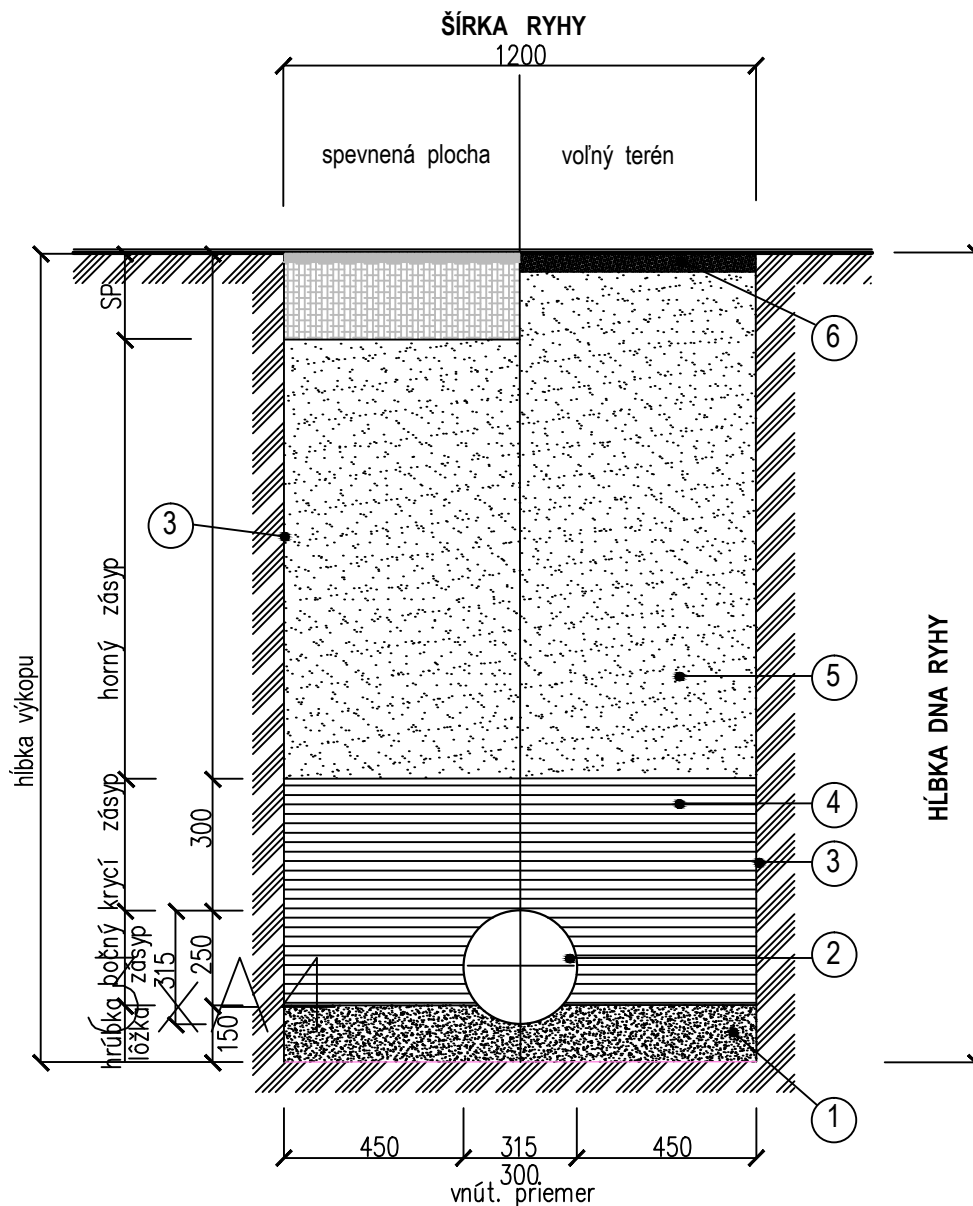 ŠÍRKA RYHY
1200
spevnená plocha
voľný terén
SP
6
3
horný zásyp
5
hĺbka výkopu
HĹBKA DNA RYHY
krycí zásyp
300
4
3
bočný zásyp
315
250
2
hrúbka lôžka
150
1
450
315
450
300
vnút. priemer